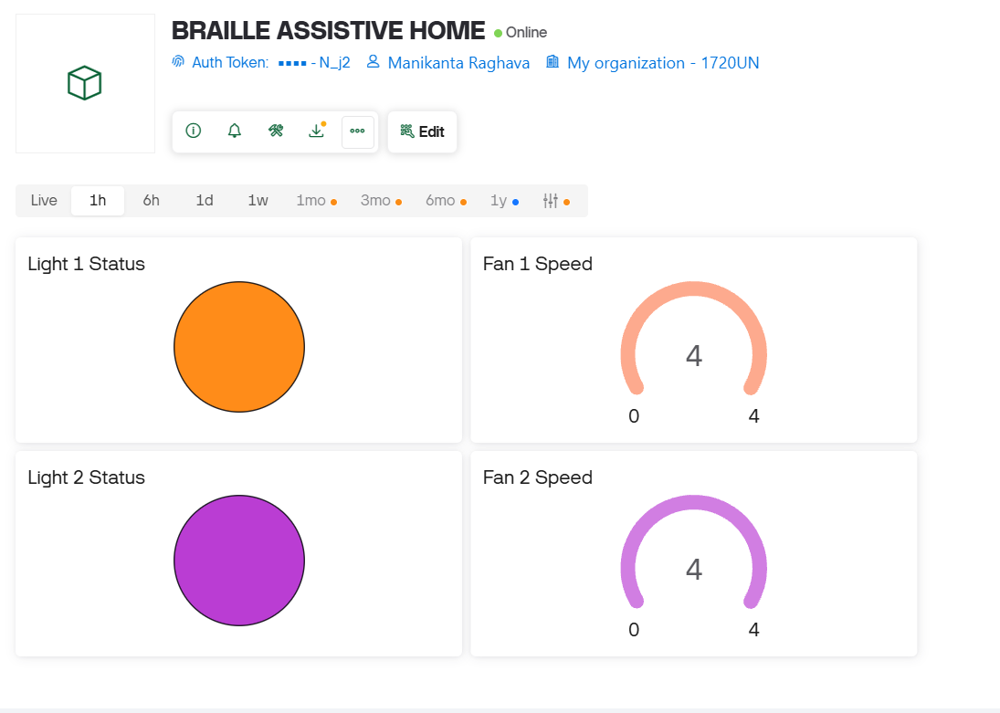 BRAILLE ASSISTIVE HOME Online
Auth Token: ▪▪▪▪ - N_j2 Manikanta Raghava My organization - 1720UN
Edit
Live 1h 6h 1d 1w 1mo 3mo 6mo 1y
Light 1 Status
Fan 1 Speed
4
0 4
Light 2 Status
Fan 2 Speed
4
0 4